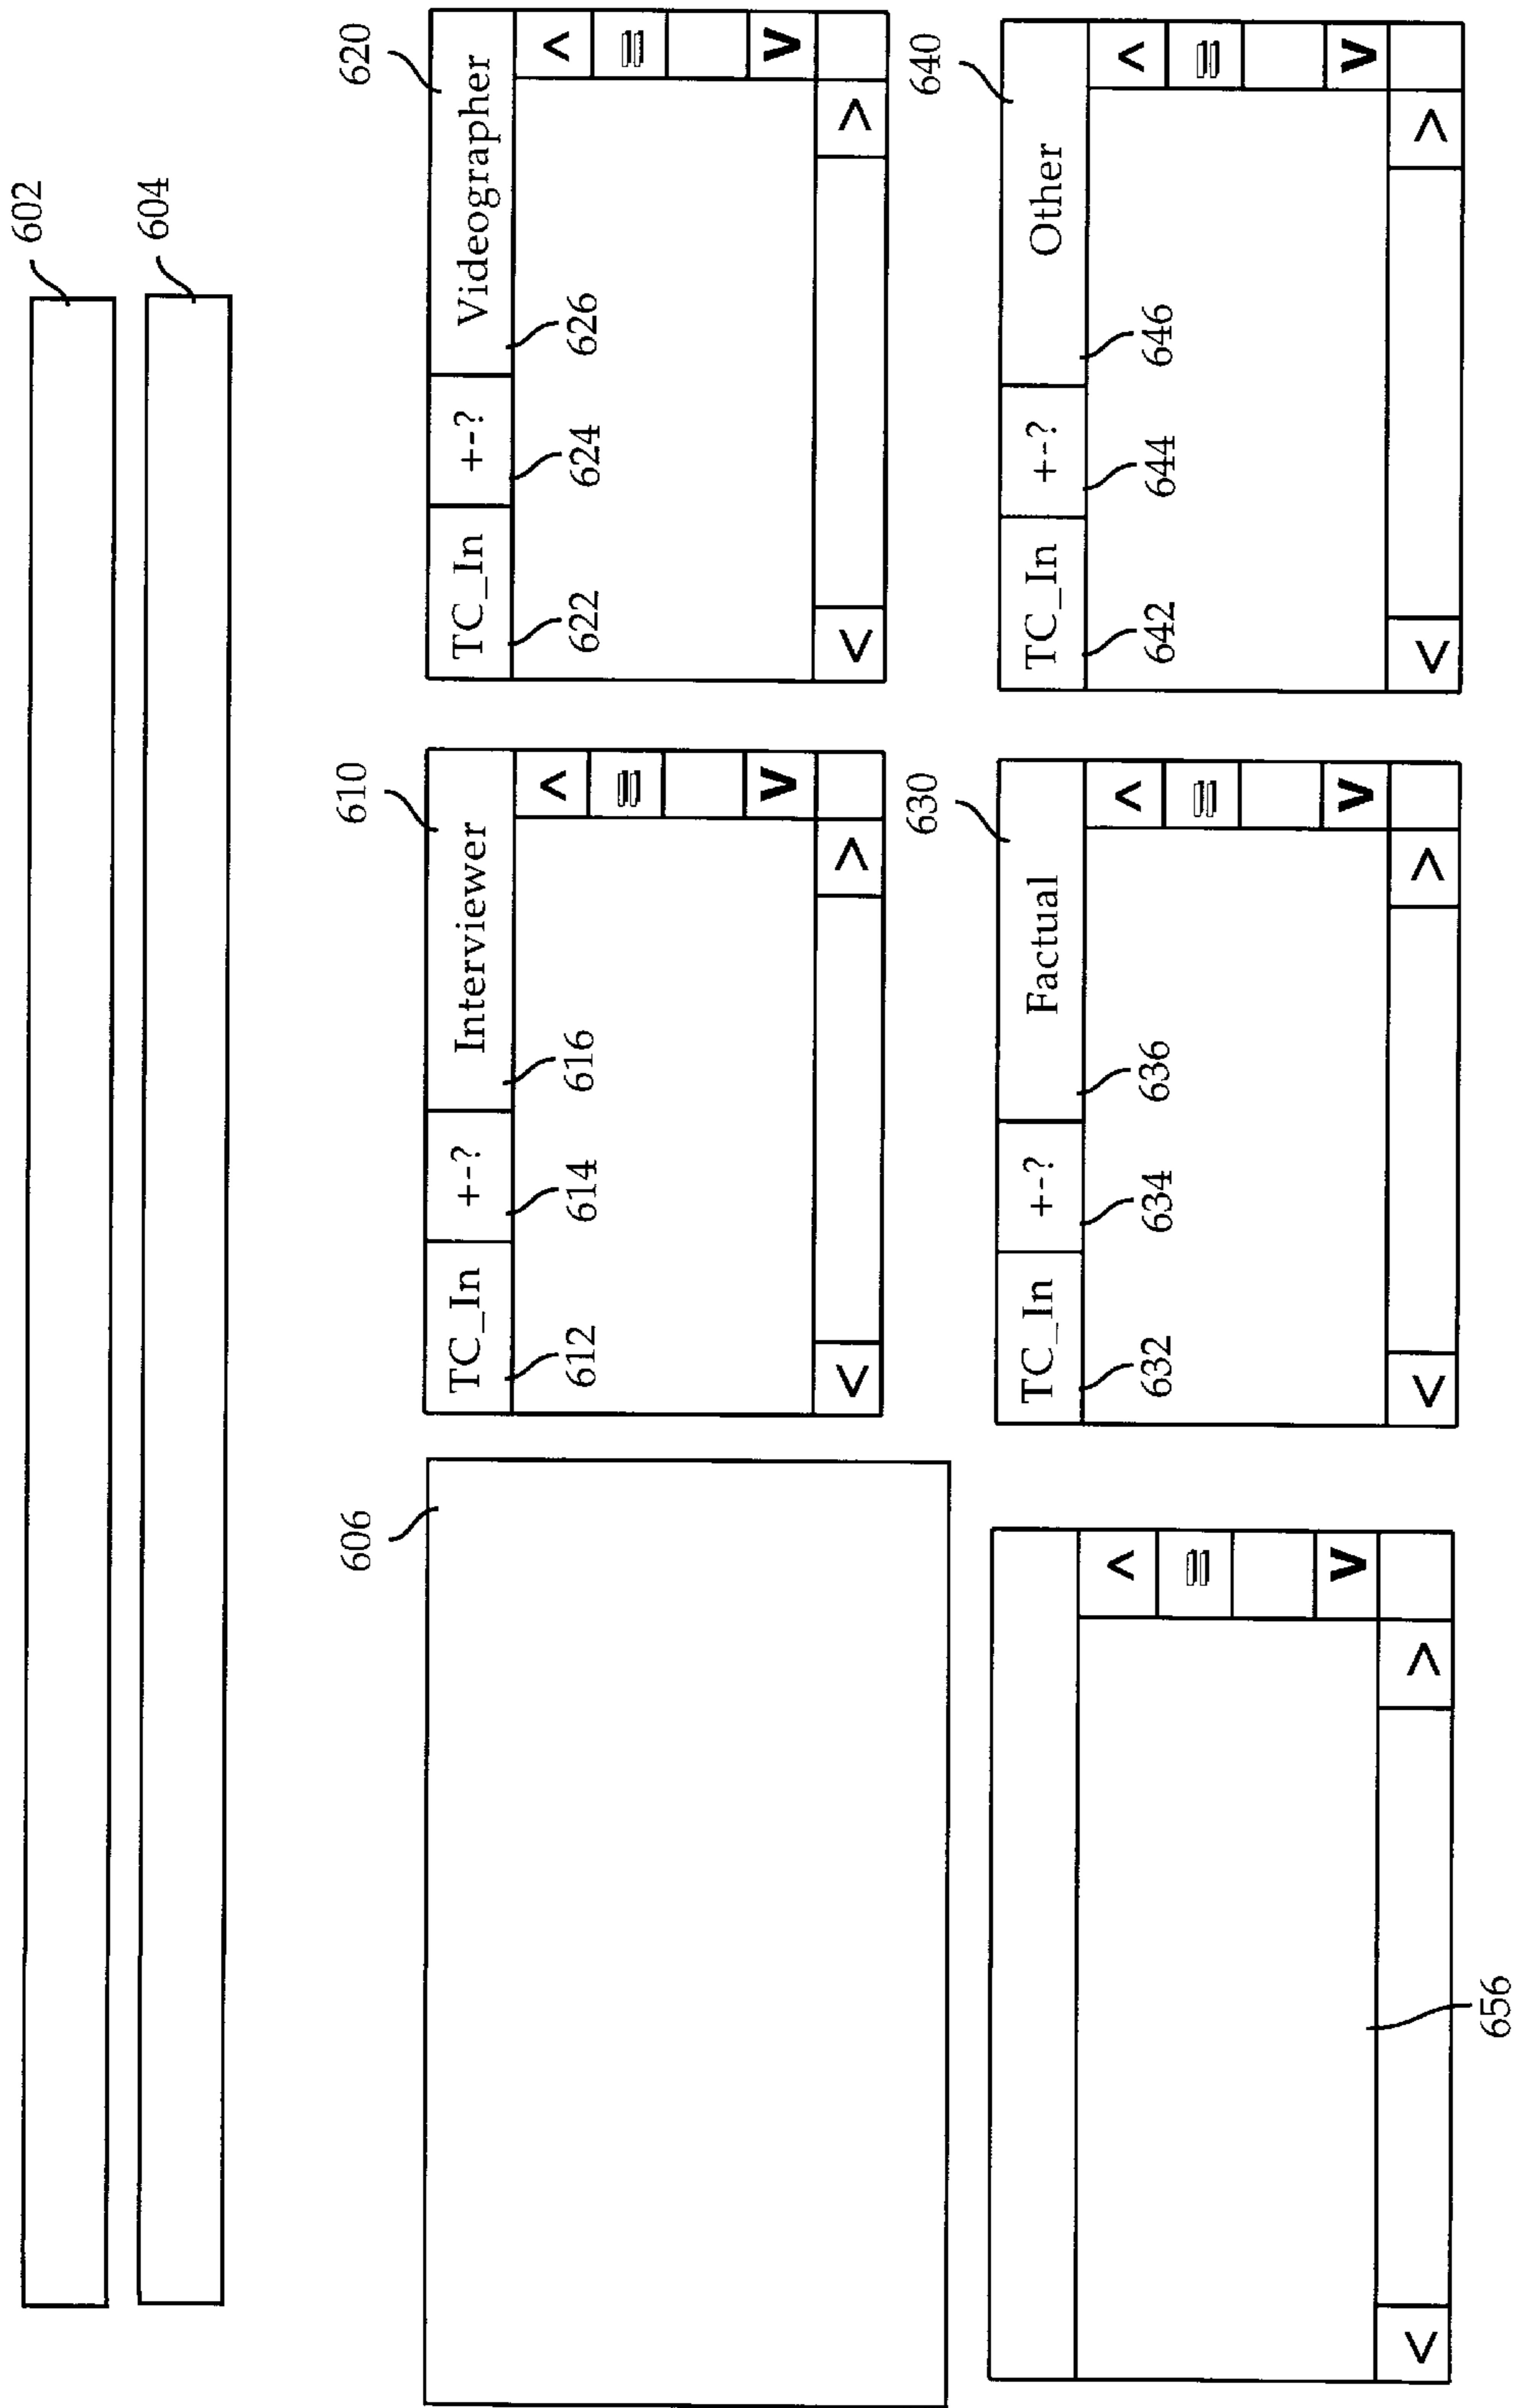 602
604
606
610
620
TC_In +-? Interviewer
TC_In +-? Videographer
612 614 616
622 624 626
< = >
< = >
< >
< >
630
640
TC_In +-? Factual
TC_In +-? Other
632 634 636
642 644 646
< = >
< = >
< = >
< >
< >
< >
656